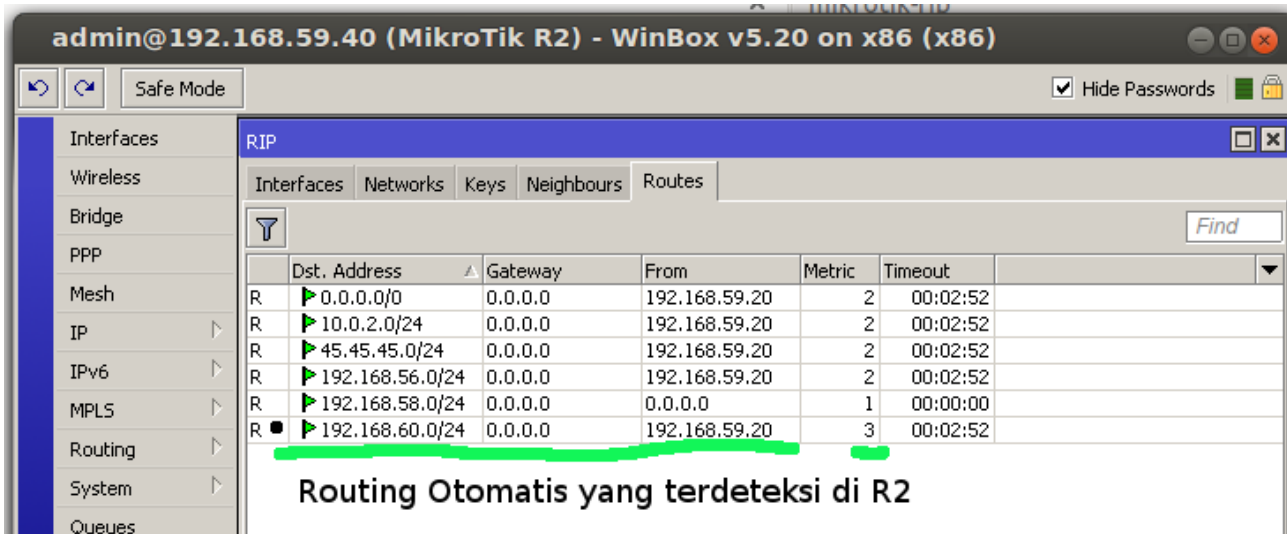 mikrotik-rip
admin@192.168.59.40 (MikroTik R2) - WinBox v5.20 on x86 (x86)
Safe Mode
Hide Passwords
Interfaces
Wireless
Bridge
PPP
Mesh
IP
IPv6
MPLS
Routing
System
Queues
RIP
Interfaces Networks Keys Neighbours Routes
Find
Dst. Address Gateway From Metric Timeout
R 0.0.0.0/0 0.0.0.0 192.168.59.20 2 00:02:52
R 10.0.2.0/24 0.0.0.0 192.168.59.20 2 00:02:52
R 45.45.45.0/24 0.0.0.0 192.168.59.20 2 00:02:52
R 192.168.56.0/24 0.0.0.0 192.168.59.20 2 00:02:52
R 192.168.58.0/24 0.0.0.0 0.0.0.0 1 00:00:00
R 192.168.60.0/24 0.0.0.0 192.168.59.20 3 00:02:52
Routing Otomatis yang terdeteksi di R2